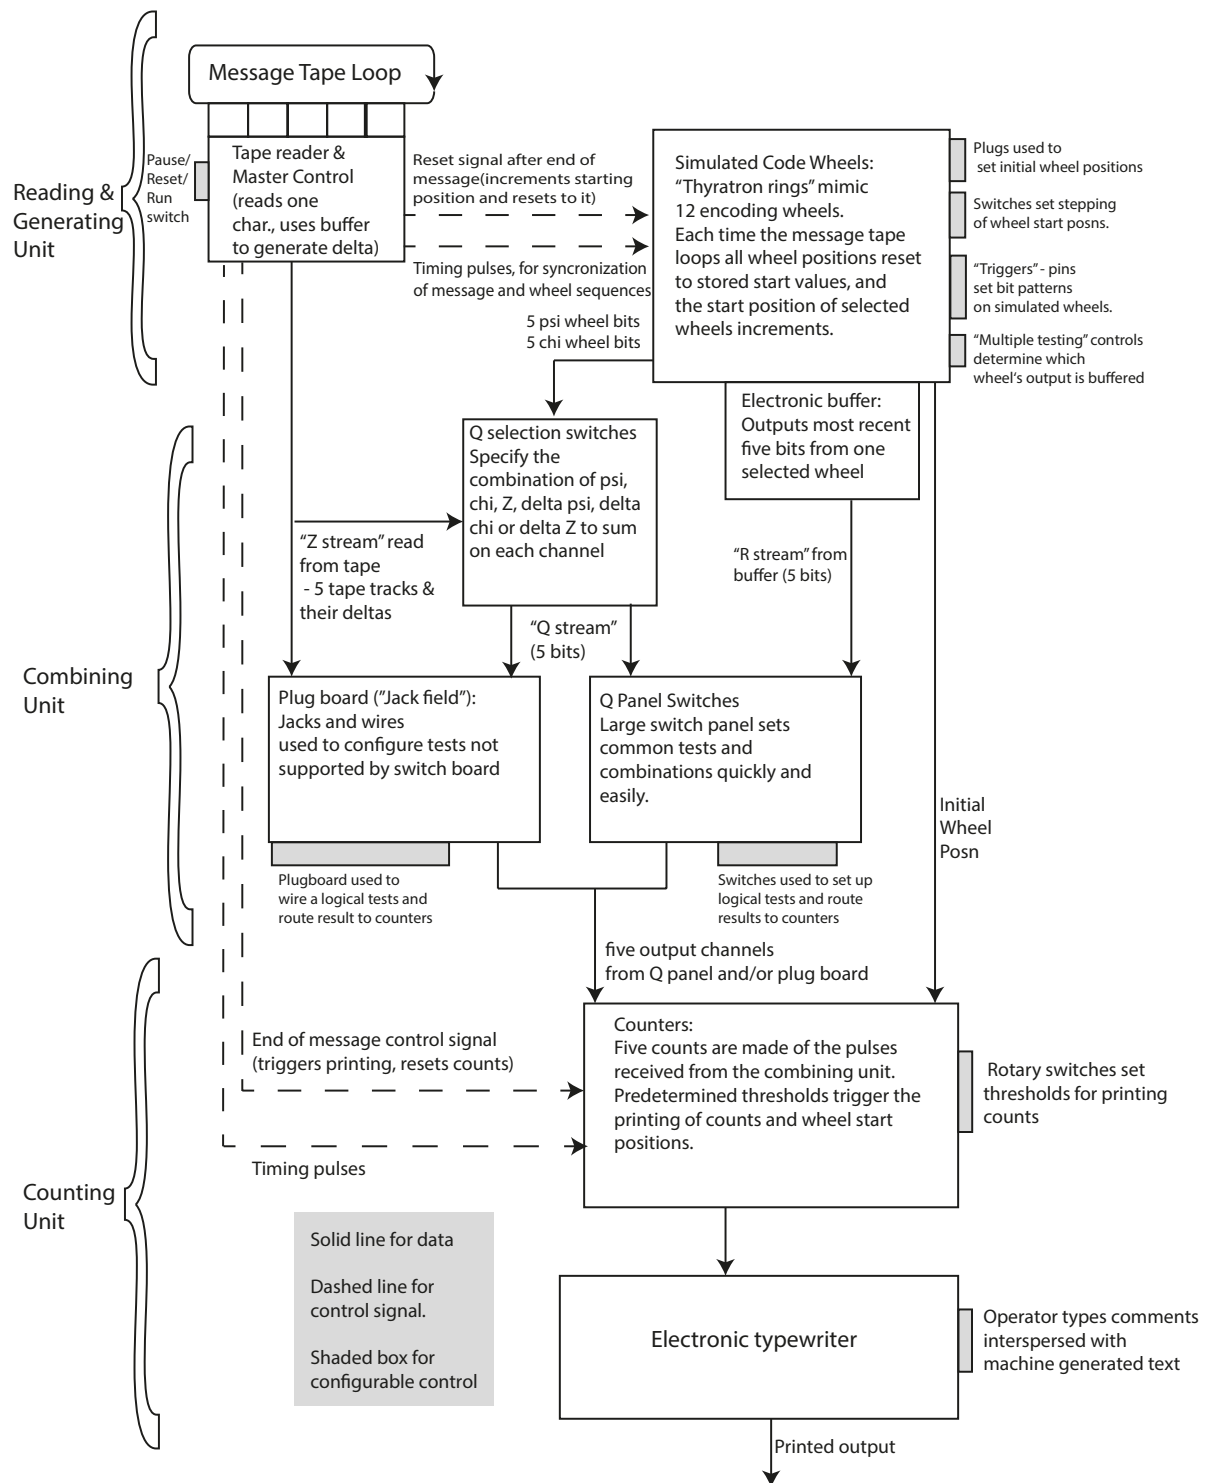 Message Tape Loop
Reading &
Generating
Unit
Pause/
Reset/
Run
switch
Tape reader &
Master Control
(reads one
char., uses buffer
to generate delta)
Reset signal after end of
message(increments starting
position and resets to it)
Timing pulses, for syncronization
of message and wheel sequences
Simulated Code Wheels:
“Thyratron rings” mimic
12 encoding wheels.
Each time the message tape
loops all wheel positions reset
to stored start values, and
the start position of selected
wheels increments.
Plugs used to
set initial wheel positions
Switches set stepping
of wheel start posns.
“Triggers” - pins
set bit patterns
on simulated wheels.
“Multiple testing” controls
determine which
wheel‘s output is buffered
5 psi wheel bits
5 chi wheel bits
Electronic buffer:
Outputs most recent
five bits from one
selected wheel
Q selection switches
Specify the
combination of psi,
chi, Z, delta psi, delta
chi or delta Z to sum
on each channel
“Z stream” read
from tape
- 5 tape tracks &
their deltas
“R stream” from
buffer (5 bits)
“Q stream”
(5 bits)
Combining
Unit
Plug board (”Jack field”):
Jacks and wires
used to configure tests not
supported by switch board
Q Panel Switches
Large switch panel sets
common tests and
combinations quickly and
easily.
Initial
Wheel
Posn
Plugboard used to
wire a logical tests and
route result to counters
Switches used to set up
logical tests and route
results to counters
five output channels
from Q panel and/or plug board
End of message control signal
(triggers printing, resets counts)
Timing pulses
Counters:
Five counts are made of the pulses
received from the combining unit.
Predetermined thresholds trigger the
printing of counts and wheel start
positions.
Rotary switches set
thresholds for printing
counts
Counting
Unit
Solid line for data
Dashed line for
control signal.
Shaded box for
configurable control
Electronic typewriter
Operator types comments
interspersed with
machine generated text
Printed output